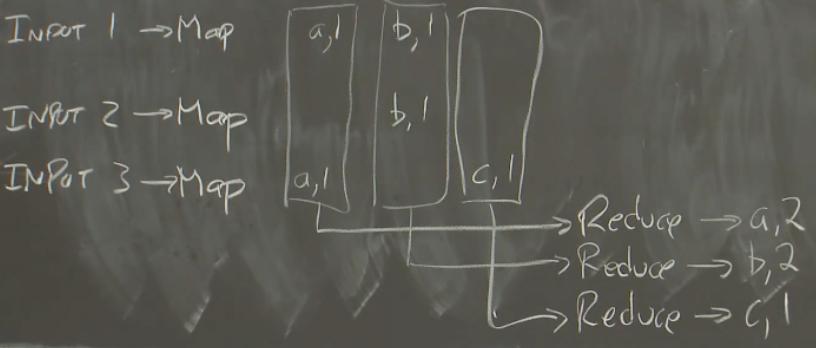 INPUT 1 → Map a,1 b,1
INPUT 2 → Map b,1
INPUT 3 → Map a,1 c,1
→ Reduce → a,2
→ Reduce → b,2
→ Reduce → c,1